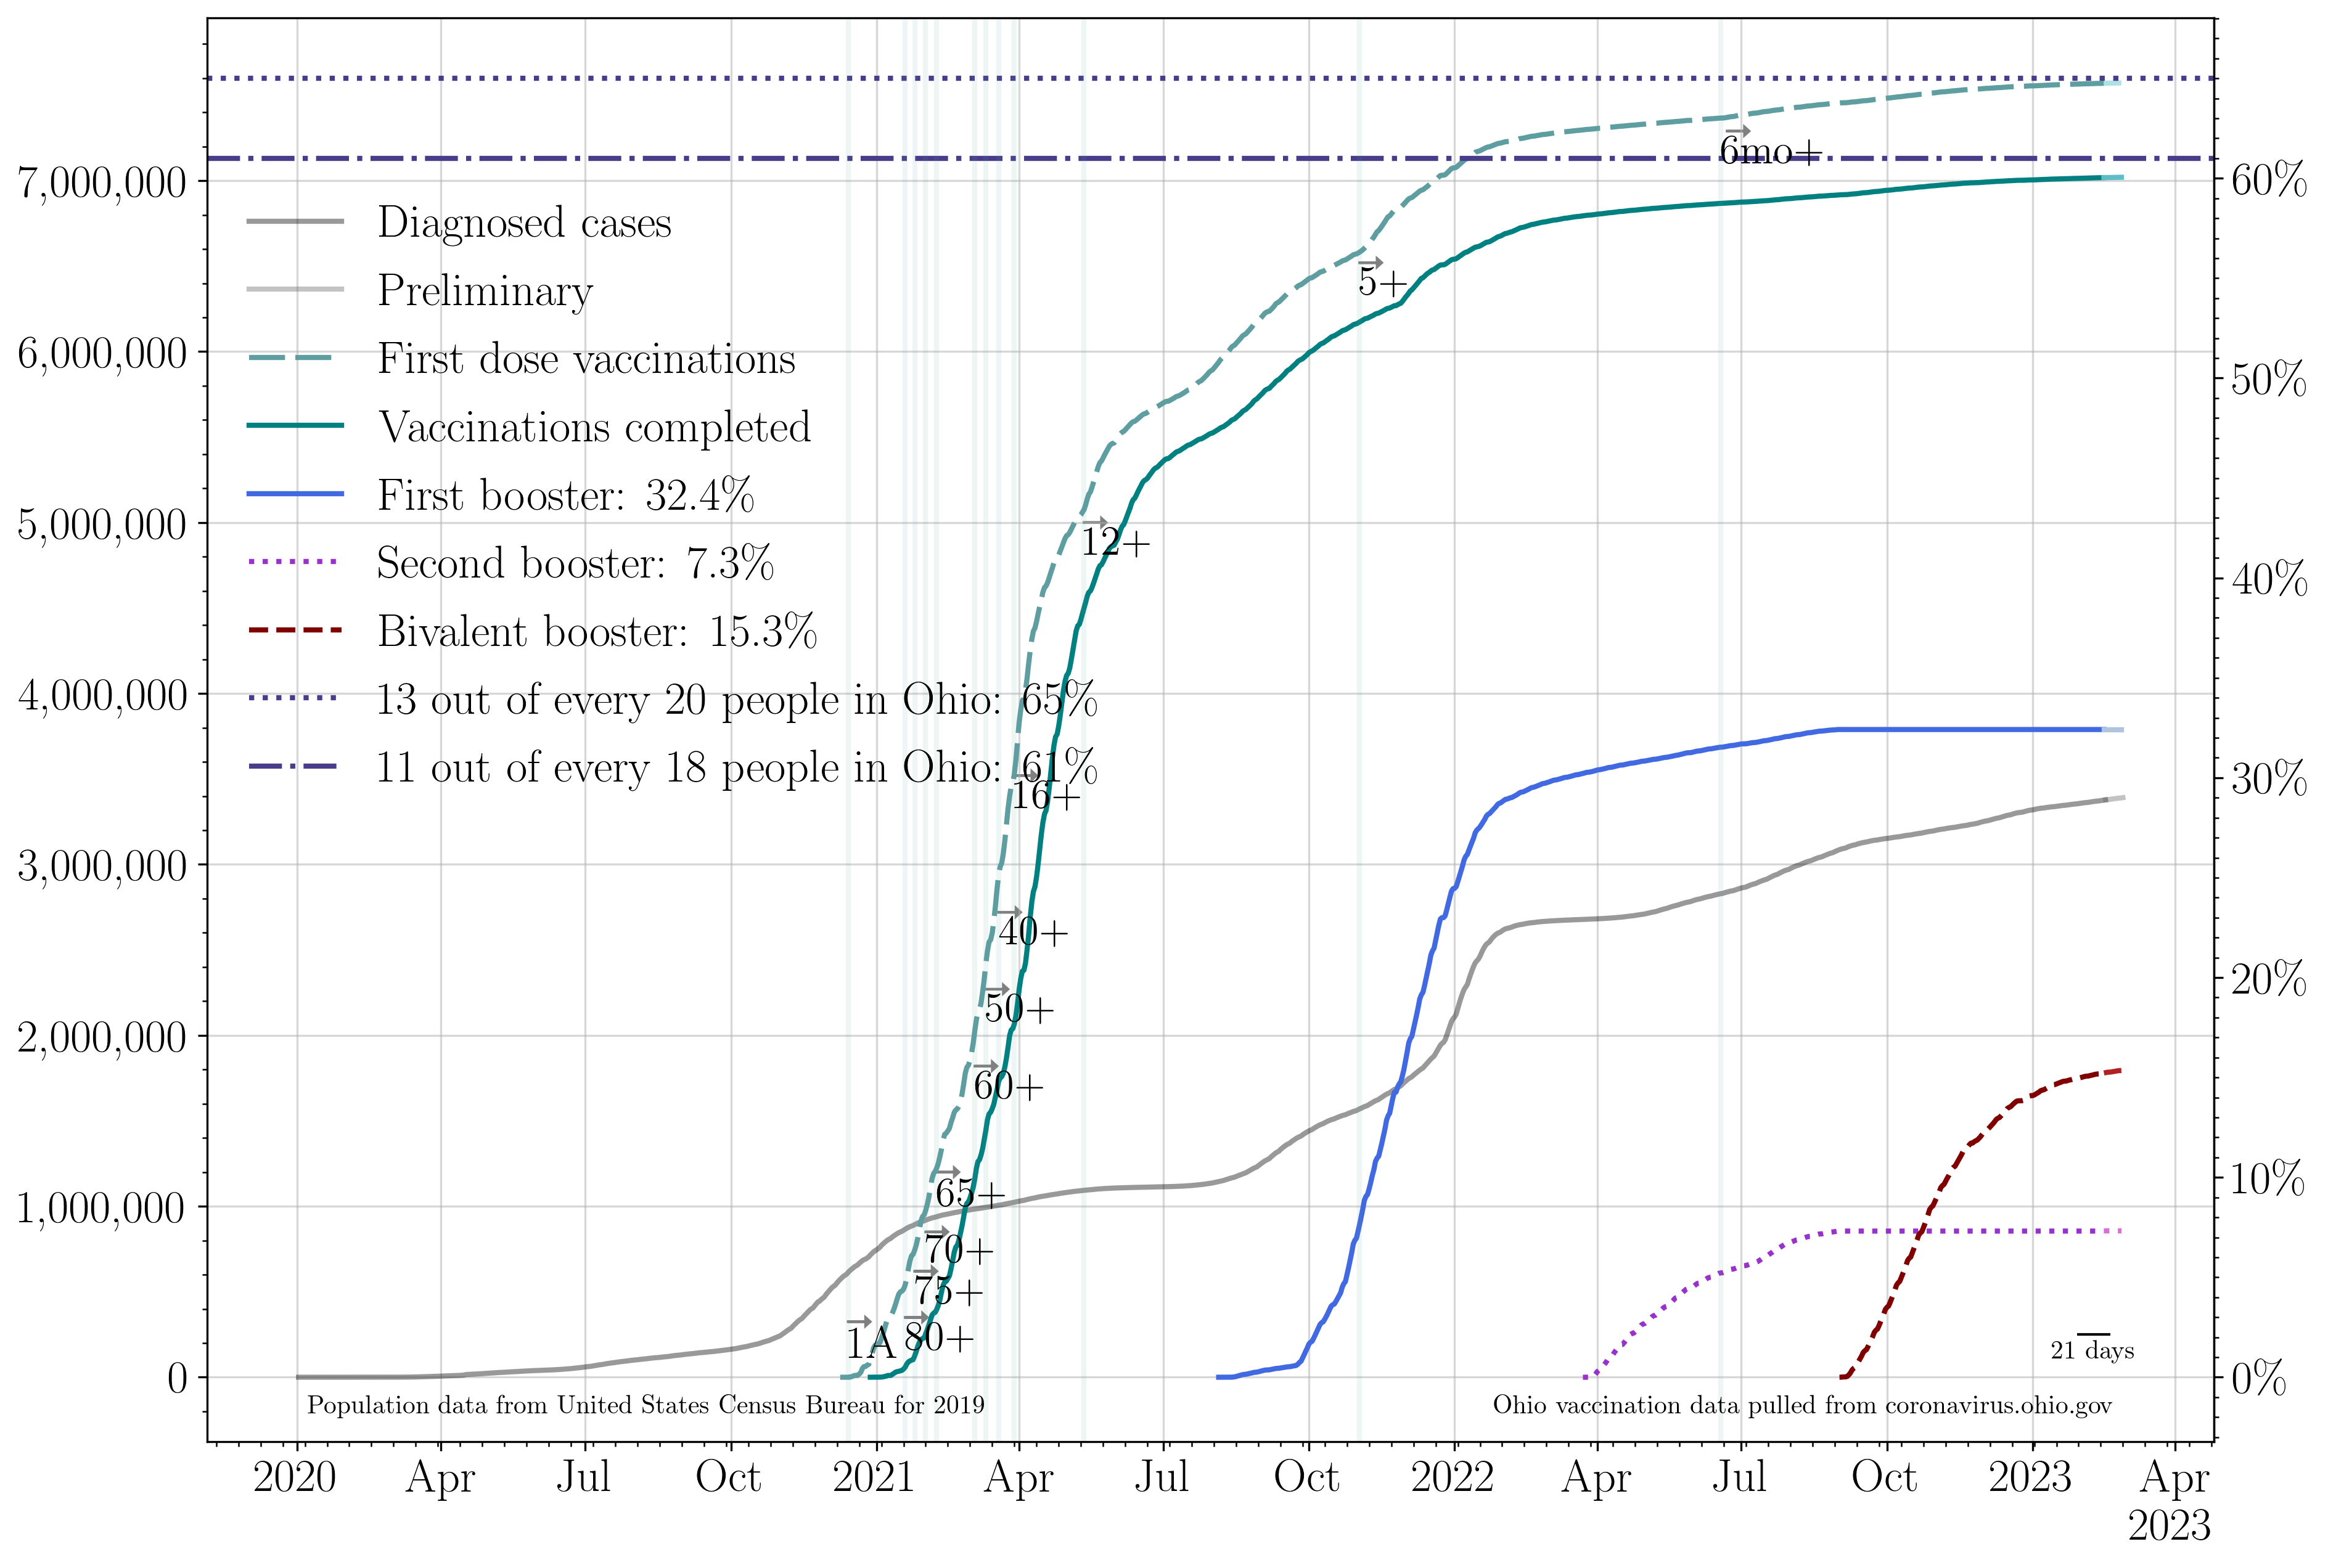 7,000,000
6,000,000
5,000,000
4,000,000
3,000,000
2,000,000
1,000,000
0
Diagnosed cases
Preliminary
First dose vaccinations
Vaccinations completed
First booster: 32.4%
Second booster: 7.3%
Bivalent booster: 15.3%
13 out of every 20 people in Ohio: 65%
11 out of every 18 people in Ohio: 61%
6mo+
5+
12+
16+
40+
50+
60+
65+
70+
75+
80+
1A
21 days
60%
50%
40%
30%
20%
10%
0%
Population data from United States Census Bureau for 2019
Ohio vaccination data pulled from coronavirus.ohio.gov
2020 Apr Jul Oct 2021 Apr Jul Oct 2022 Apr Jul Oct 2023 Apr
2023